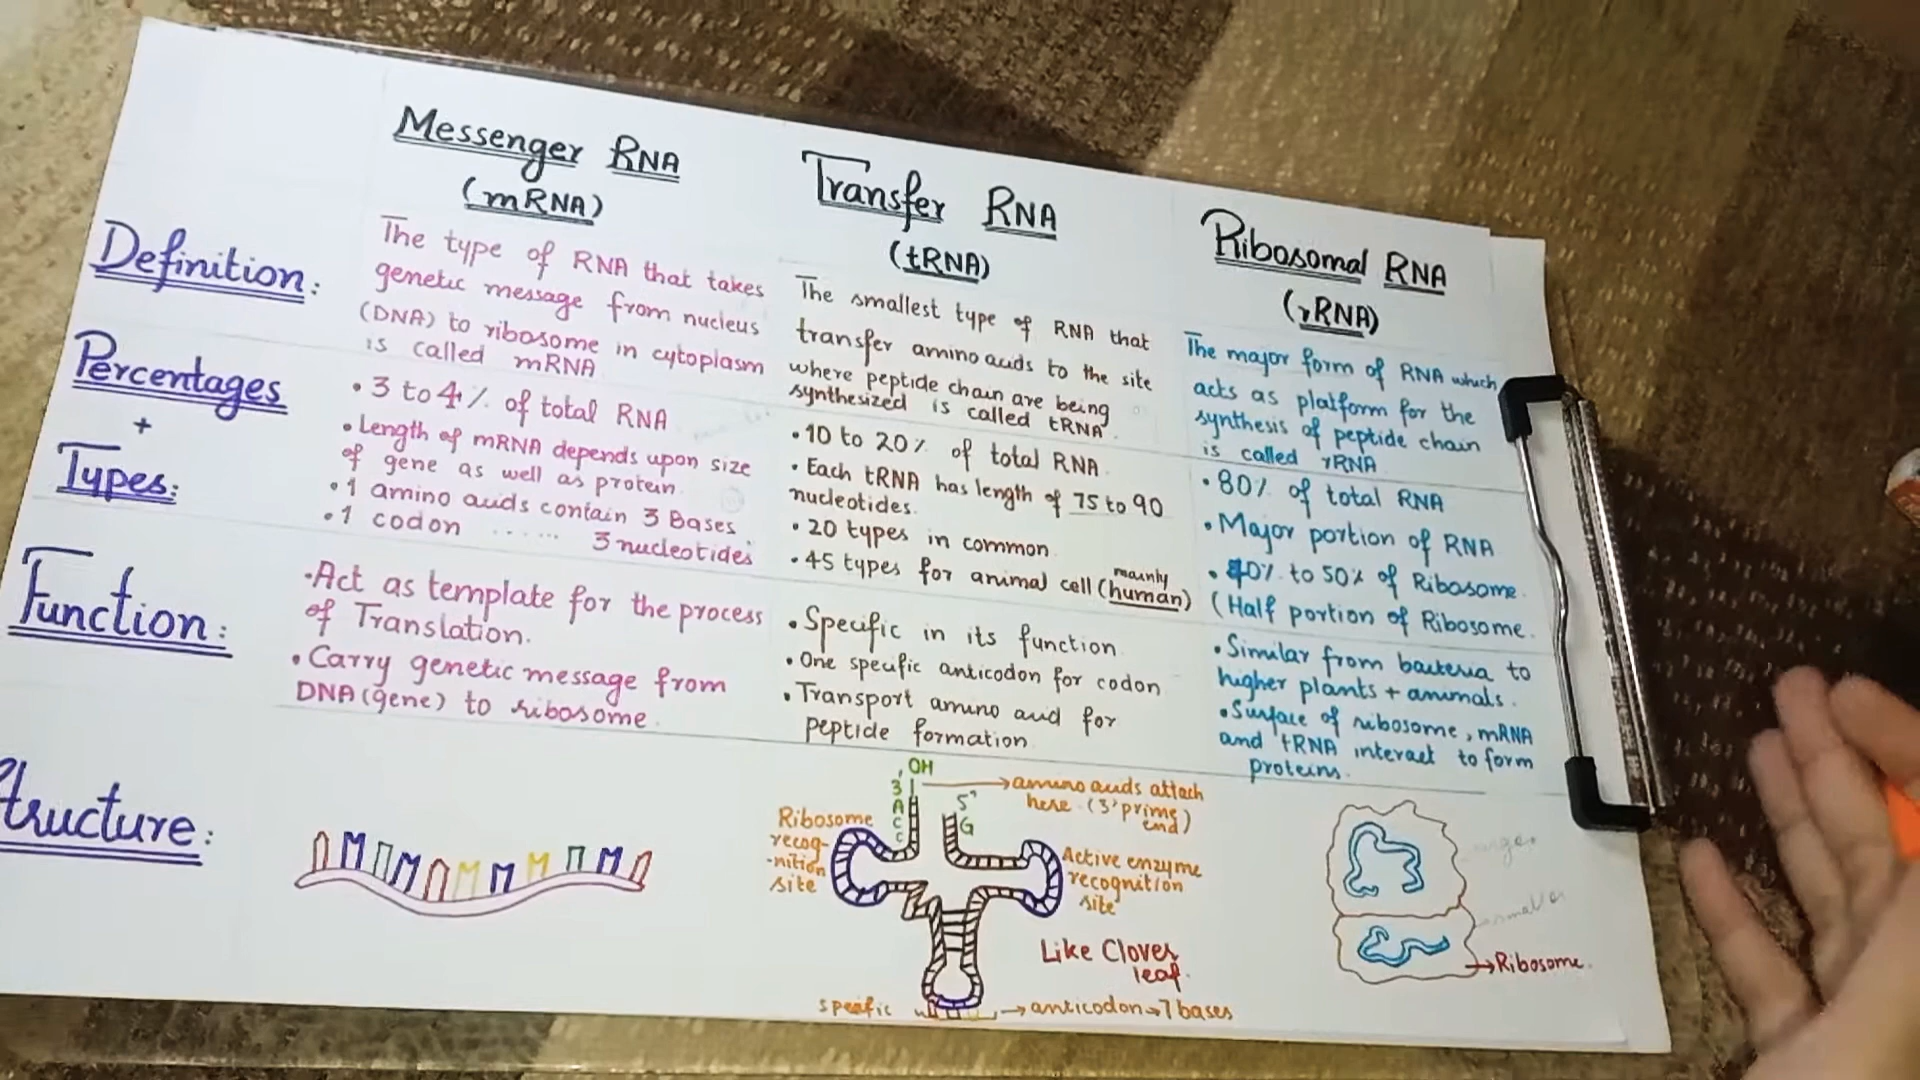 Messenger RNA
(mRNA)
Transfer RNA
(tRNA)
Ribosomal RNA
(rRNA)
Definition:
The type of RNA that takes
genetic message from nucleus
(DNA) to ribosome in cytoplasm
is called mRNA
The smallest type of RNA that
transfer amino acids to the site
where peptide chain are being
synthesized is called tRNA.
The major form of RNA which
acts as platform for the
synthesis of peptide chain
is called rRNA
Percentages
+
Types:
• 3 to 4% of total RNA
• Length of mRNA depends upon size
of gene as well as protein.
• 1 amino acids contain 3 Bases.
• 1 codon ...... 3 nucleotides
• 10 to 20% of total RNA
• Each tRNA has length of 75 to 90
nucleotides.
• 20 types in common
mainly
• 45 types for animal cell (human)
• 80% of total RNA
• Major portion of RNA
• 40% to 50% of Ribosome.
(Half portion of Ribosome.
Function:
• Act as template for the process
of Translation.
• Carry genetic message from
DNA (gene) to ribosome.
• Specific in its function
• One specific anticodon for codon
• Transport amino acid for
peptide formation
• Similar from bacteria to
higher plants + animals.
• Surface of ribosome, mRNA
and tRNA interact to form
proteins.
tructure:
OH
3'
A
C
C
5'
G
amino acids attach
here. (3' prime
end)
Ribosome
recog-
-nition
site
Active enzyme
recognition
site
Like Clover
leaf.
specific
anticodon → 7 bases
smaller
Ribosome.